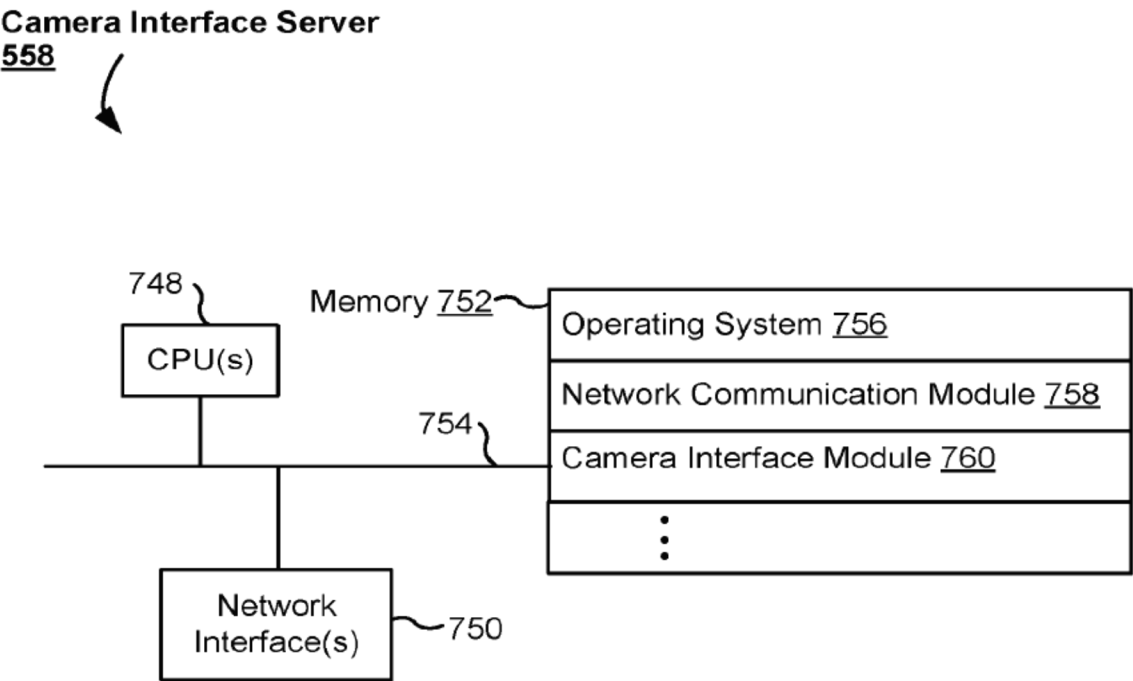 Camera Interface Server
558
748
CPU(s)
Memory 752
Operating System 756
Network Communication Module 758
754
Camera Interface Module 760
Network
Interface(s)
750